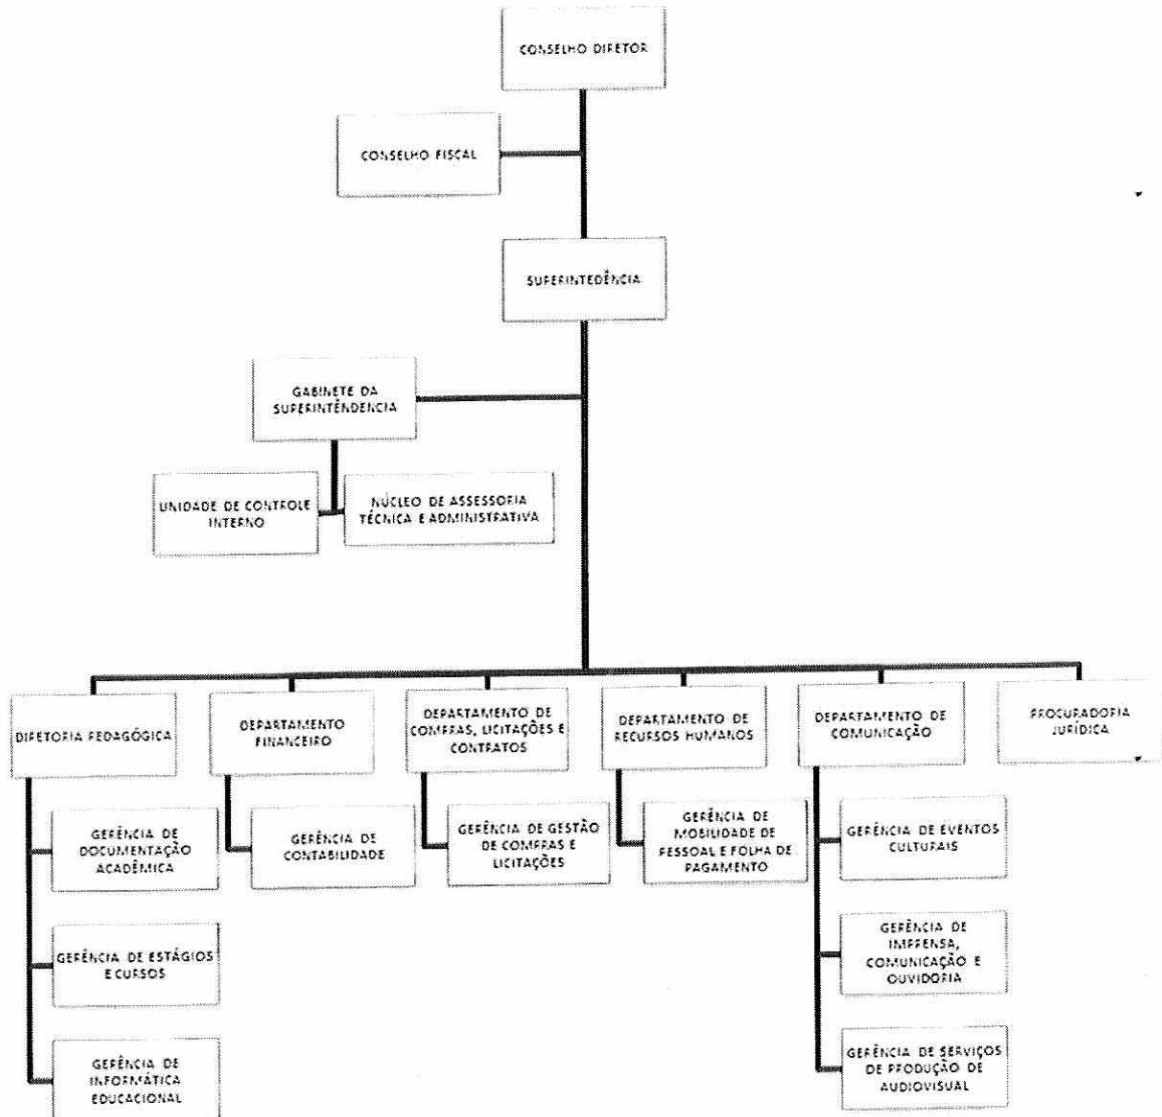 CONSELHO DIRETOR
CONSELHO FISCAL
SUPERINTEDÊNCIA
GABINETE DA
SUPERINTÊNDENCIA
UNIDADE DE CONTROLE
INTERNO
NÚCLEO DE ASSESSORIA
TÉCNICA E ADMINISTRATIVA
DIRETORIA PEDAGÓGICA
DEPARTAMENTO
FINANCEIRO
DEPARTAMENTO DE
COMPRAS, LICITAÇÕES E
CONTRATOS
DEPARTAMENTO DE
RECURSOS HUMANOS
DEPARTAMENTO DE
COMUNICAÇÃO
PROCURADORIA
JURÍDICA
GERÊNCIA DE
DOCUMENTAÇÃO
ACADÊMICA
GERÊNCIA DE
CONTABILIDADE
GERÊNCIA DE GESTÃO
DE COMPRAS E
LICITAÇÕES
GERÊNCIA DE
MOBILIDADE DE
PESSOAL E FOLHA DE
PAGAMENTO
GERÊNCIA DE EVENTOS
CULTURAIS
GERÊNCIA DE ESTÁGIOS
E CURSOS
GERÊNCIA DE
IMPRENSA,
COMUNICAÇÃO E
OUVIDORIA
GERÊNCIA DE
INFORMÁTICA
EDUCACIONAL
GERÊNCIA DE SERVIÇOS
DE PRODUÇÃO DE
AUDIOVISUAL